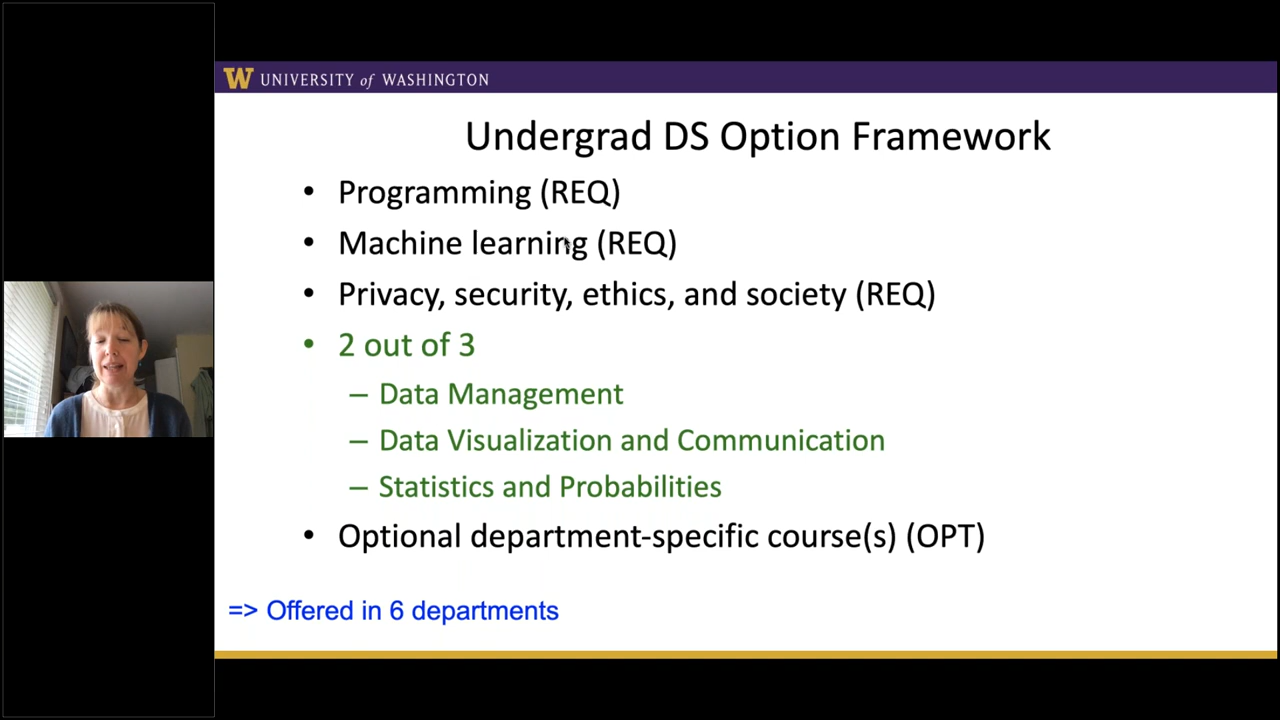 W UNIVERSITY of WASHINGTON
Undergrad DS Option Framework
• Programming (REQ)
• Machine learning (REQ)
• Privacy, security, ethics, and society (REQ)
• 2 out of 3
– Data Management
– Data Visualization and Communication
– Statistics and Probabilities
• Optional department-specific course(s) (OPT)
=> Offered in 6 departments